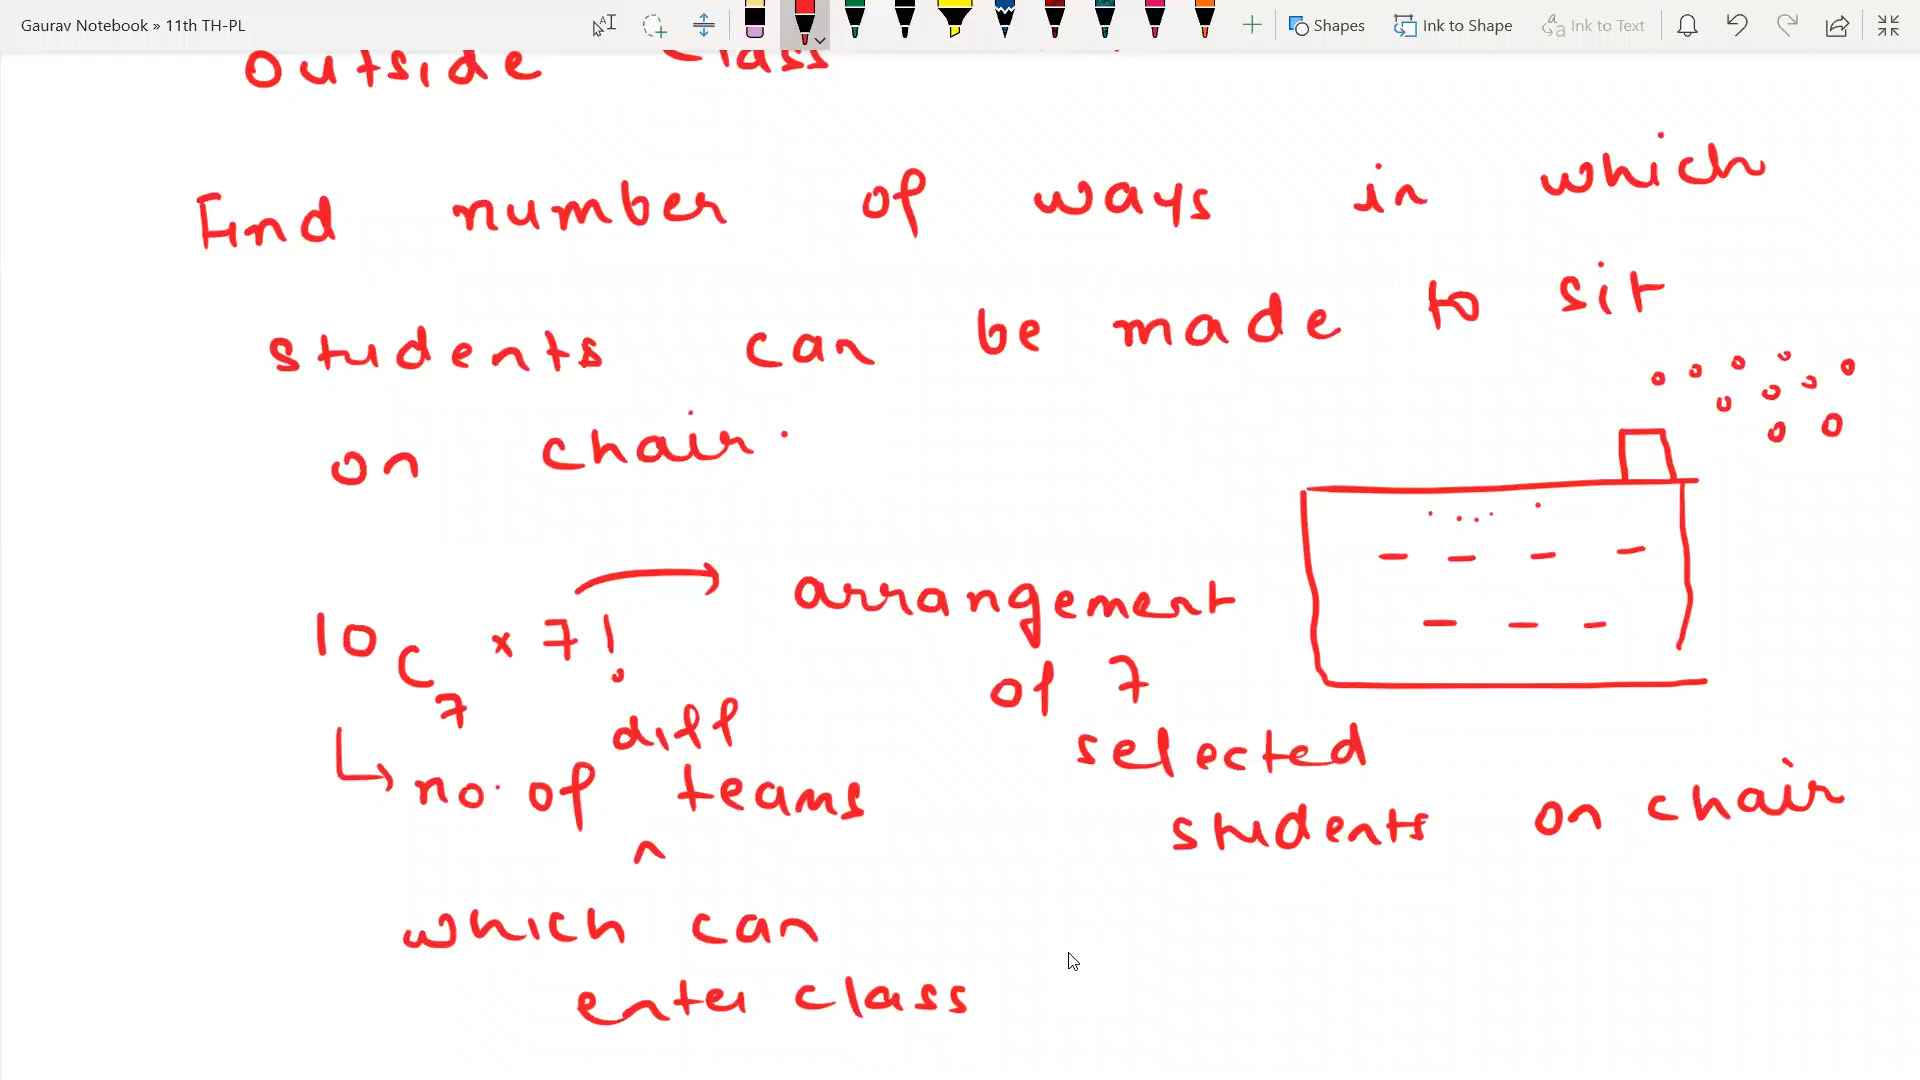 Gaurav Notebook » 11th TH-PL
Shapes
Ink to Shape
Ink to Text
outside class
Find number of ways in which
students can be made to sit
on chair.
10C7 × 7! → arrangement
of 7
selected
students on chair
↳ no. of diff teams
^
which can
enter class